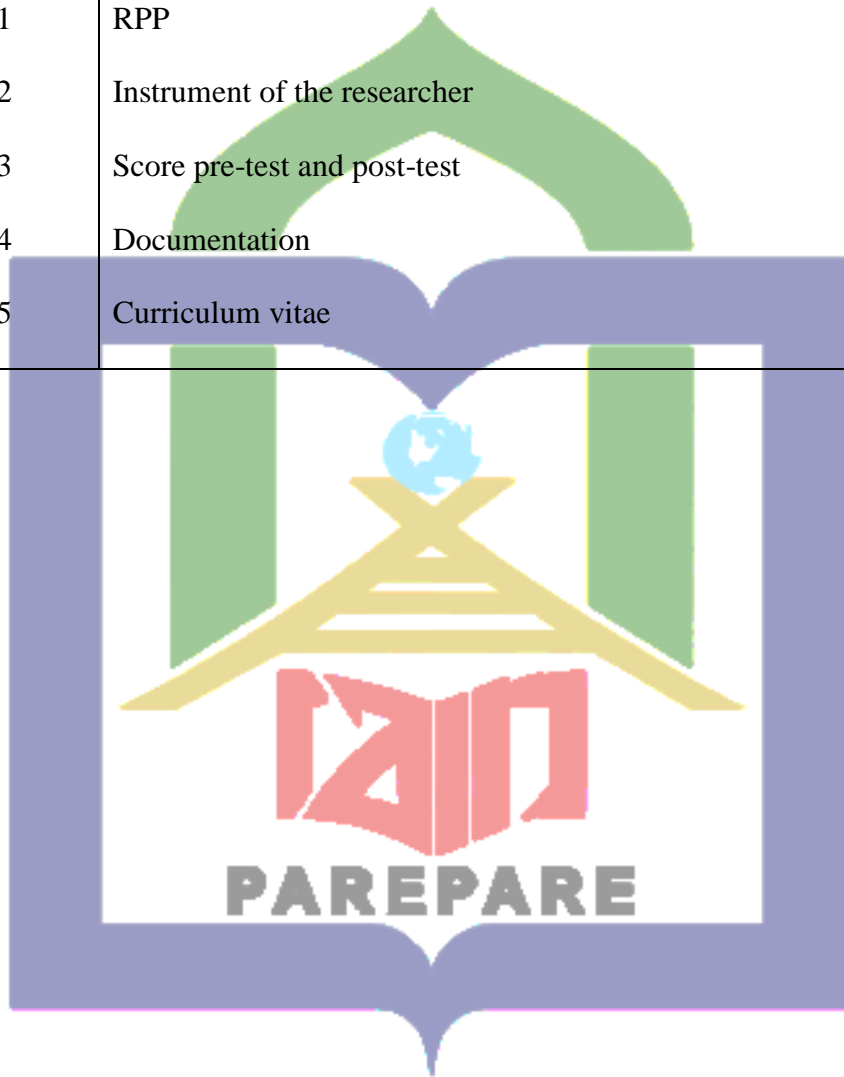 1 RPP
2 Instrument of the researcher
3 Score pre-test and post-test
4 Documentation
5 Curriculum vitae
iain
PAREPARE